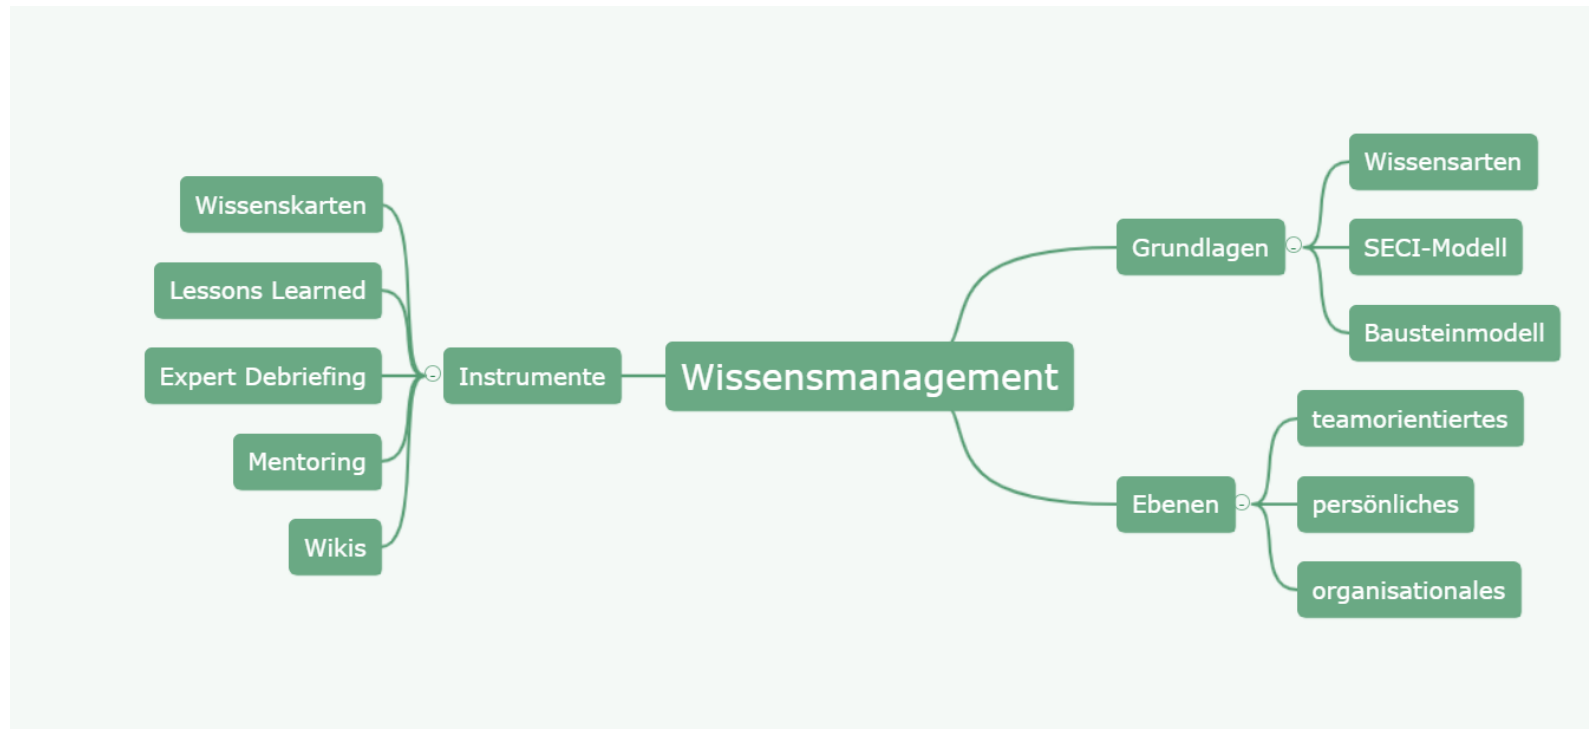 Wissensmanagement
Grundlagen
Wissensarten
SECI-Modell
Bausteinmodell
Ebenen
teamorientiertes
persönliches
organisationales
Instrumente
Wissenskarten
Lessons Learned
Expert Debriefing
Mentoring
Wikis